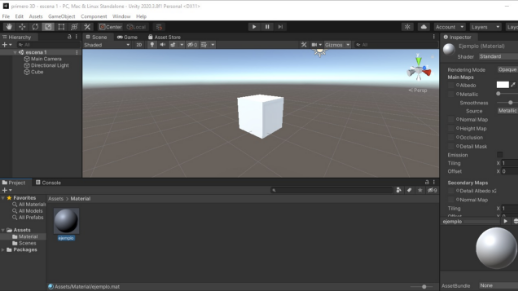 primera 3D - escena 1 - PC, Mac & Linux Standalone - Unity 2020.3.8f1 Personal <DX11>
File Edit Assets GameObject Component Window Help
Center Local Account Layers
Hierarchy Scene Game Asset Store Inspector
Shaded 2D Gizmos All
escena 1
Main Camera
Directional Light
Cube
Persp
Ejemplo (Material)
Shader Standard
Rendering Mode Opaque
Main Maps
Albedo
Metallic
Smoothness
Source Metallic
Normal Map
Height Map
Occlusion
Detail Mask
Emission
Tiling X 1
Offset X 0
Secondary Maps
Detail Albedo x2
Normal Map
Tiling X 1
Offset X 0
Project Console
Favorites
All Materials
All Models
All Prefabs
Assets
Material
Scenes
Packages
Assets > Material
ejemplo
Assets/Material/ejemplo.mat
ejemplo
AssetBundle None